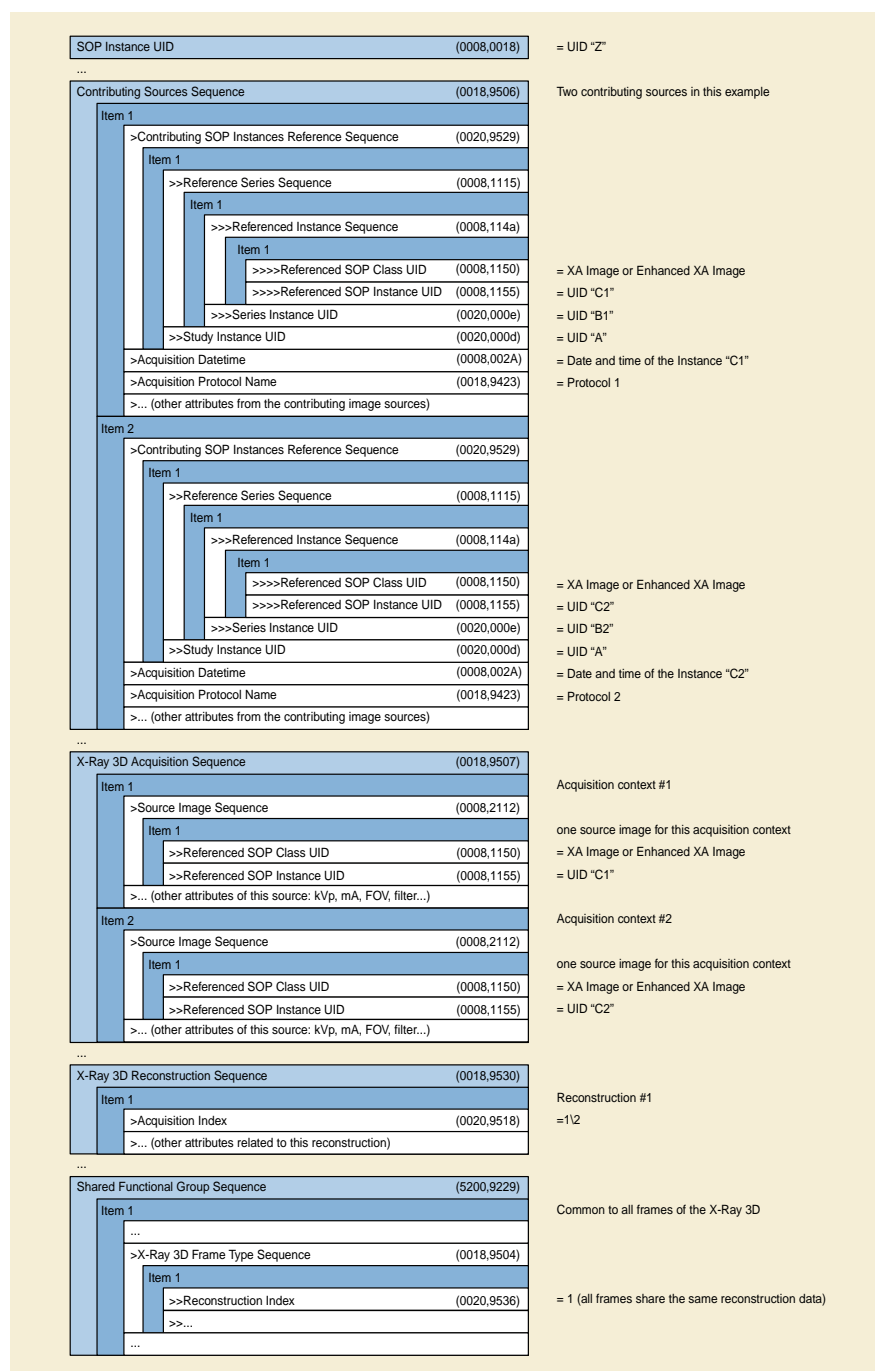 SOP Instance UID (0008,0018) = UID “Z”
...
Contributing Sources Sequence (0018,9506) Two contributing sources in this example
Item 1
>Contributing SOP Instances Reference Sequence (0020,9529)
Item 1
>>Reference Series Sequence (0008,1115)
Item 1
>>>Referenced Instance Sequence (0008,114a)
Item 1
>>>>Referenced SOP Class UID (0008,1150) = XA Image or Enhanced XA Image
>>>>Referenced SOP Instance UID (0008,1155) = UID “C1”
>>>Series Instance UID (0020,000e) = UID “B1”
>>Study Instance UID (0020,000d) = UID “A”
>Acquisition Datetime (0008,002A) = Date and time of the Instance “C1”
>Acquisition Protocol Name (0018,9423) = Protocol 1
>... (other attributes from the contributing image sources)
Item 2
>Contributing SOP Instances Reference Sequence (0020,9529)
Item 1
>>Reference Series Sequence (0008,1115)
Item 1
>>>Referenced Instance Sequence (0008,114a)
Item 1
>>>>Referenced SOP Class UID (0008,1150) = XA Image or Enhanced XA Image
>>>>Referenced SOP Instance UID (0008,1155) = UID “C2”
>>>Series Instance UID (0020,000e) = UID “B2”
>>Study Instance UID (0020,000d) = UID “A”
>Acquisition Datetime (0008,002A) = Date and time of the Instance “C2”
>Acquisition Protocol Name (0018,9423) = Protocol 2
>... (other attributes from the contributing image sources)
...
X-Ray 3D Acquisition Sequence (0018,9507)
Item 1 Acquisition context #1
>Source Image Sequence (0008,2112)
Item 1 one source image for this acquisition context
>>Referenced SOP Class UID (0008,1150) = XA Image or Enhanced XA Image
>>Referenced SOP Instance UID (0008,1155) = UID “C1”
>... (other attributes of this source: kVp, mA, FOV, filter...)
Item 2 Acquisition context #2
>Source Image Sequence (0008,2112)
Item 1 one source image for this acquisition context
>>Referenced SOP Class UID (0008,1150) = XA Image or Enhanced XA Image
>>Referenced SOP Instance UID (0008,1155) = UID “C2”
>... (other attributes of this source: kVp, mA, FOV, filter...)
...
X-Ray 3D Reconstruction Sequence (0018,9530)
Item 1 Reconstruction #1
>Acquisition Index (0020,9518) =1\2
>... (other attributes related to this reconstruction)
...
Shared Functional Group Sequence (5200,9229)
Item 1 Common to all frames of the X-Ray 3D
...
>X-Ray 3D Frame Type Sequence (0018,9504)
Item 1
>>Reconstruction Index (0020,9536) = 1 (all frames share the same reconstruction data)
>>...
...